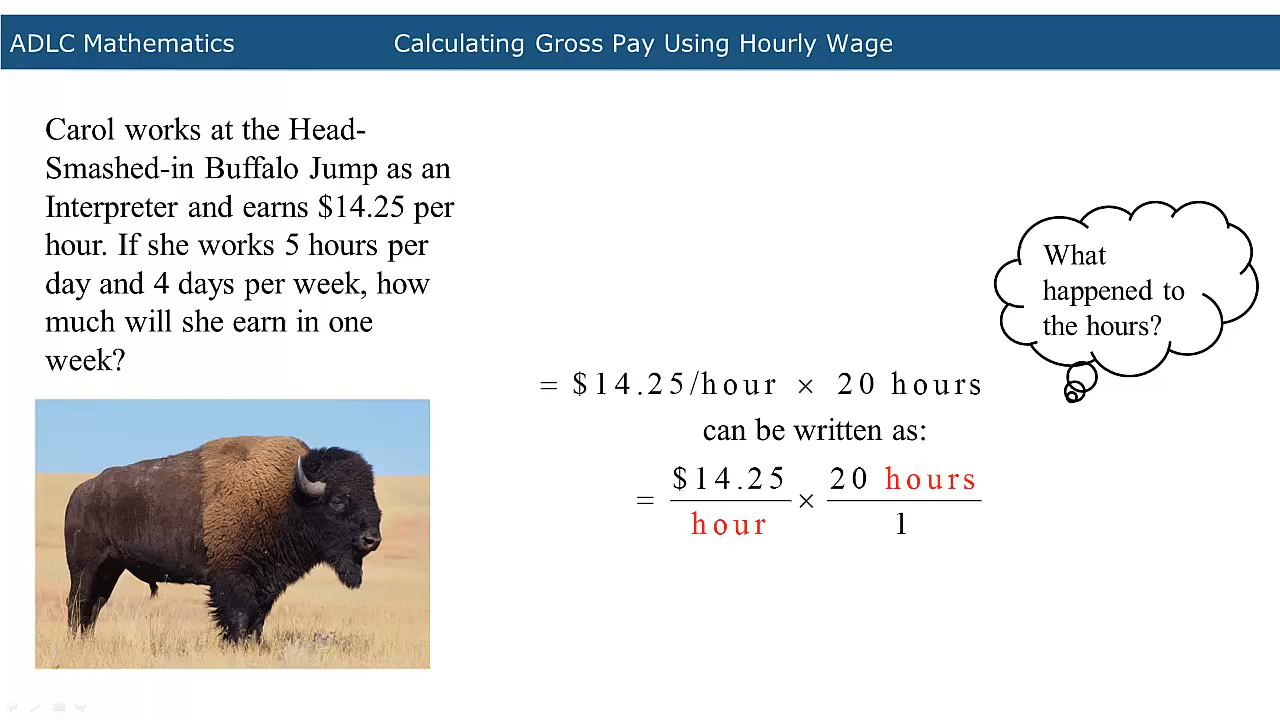 ADLC Mathematics
Calculating Gross Pay Using Hourly Wage
Carol works at the Head-
Smashed-in Buffalo Jump as an
Interpreter and earns $14.25 per
hour. If she works 5 hours per
day and 4 days per week, how
much will she earn in one
week?
What
happened to
the hours?
= $14.25/hour × 20 hours
can be written as:
= $14.25/hour × 20 hours/1